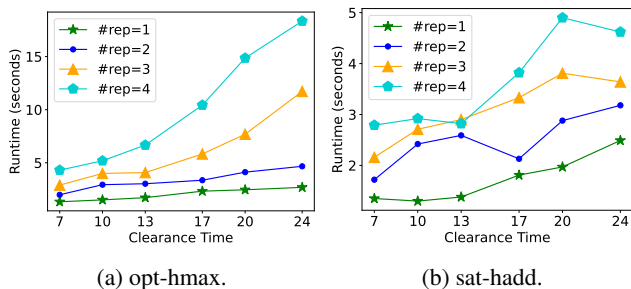 #rep=1
#rep=2
#rep=3
#rep=4
15
10
5
Runtime (seconds)
7 10 13 17 20 24
Clearance Time
(a) opt-hmax.
#rep=1
#rep=2
#rep=3
#rep=4
5
4
3
2
Runtime (seconds)
7 10 13 17 20 24
Clearance Time
(b) sat-hadd.